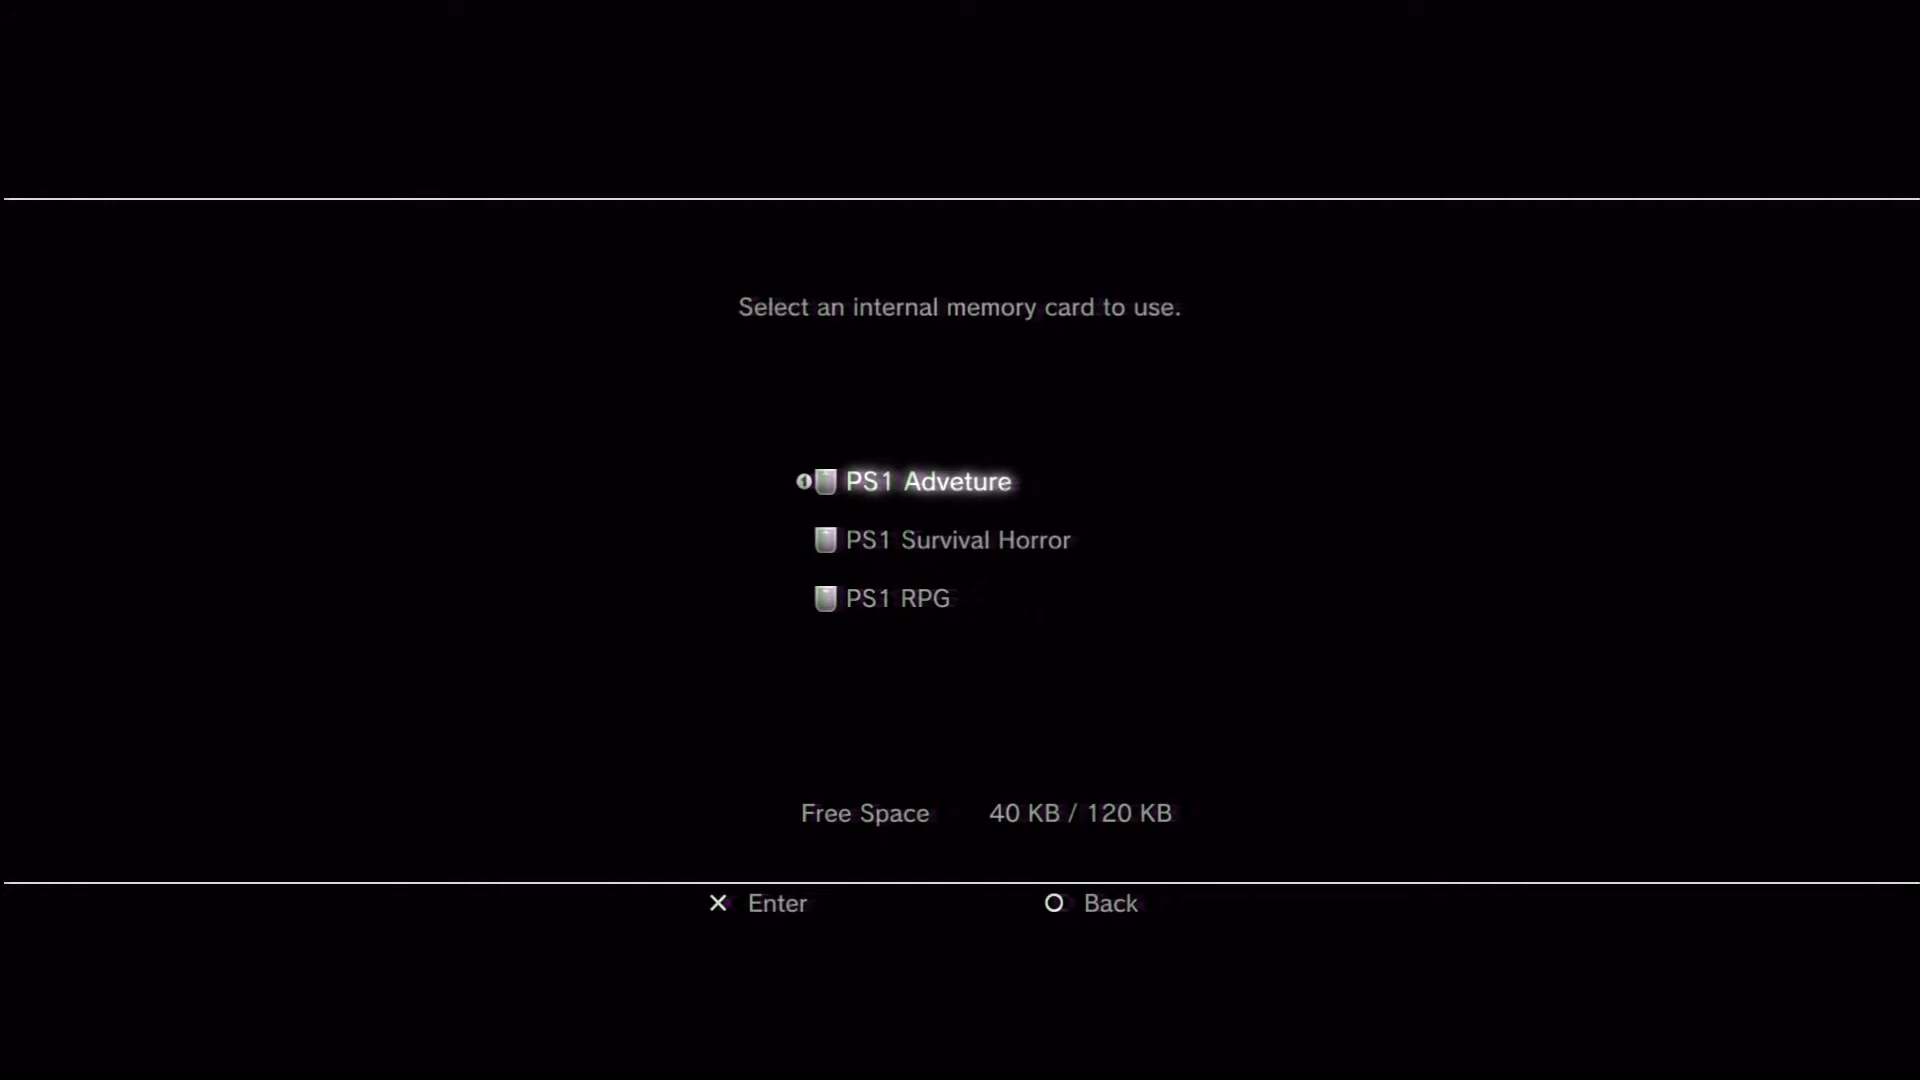 Select an internal memory card to use.
1 PS1 Adveture
PS1 Survival Horror
PS1 RPG
Free Space 40 KB / 120 KB
X Enter O Back